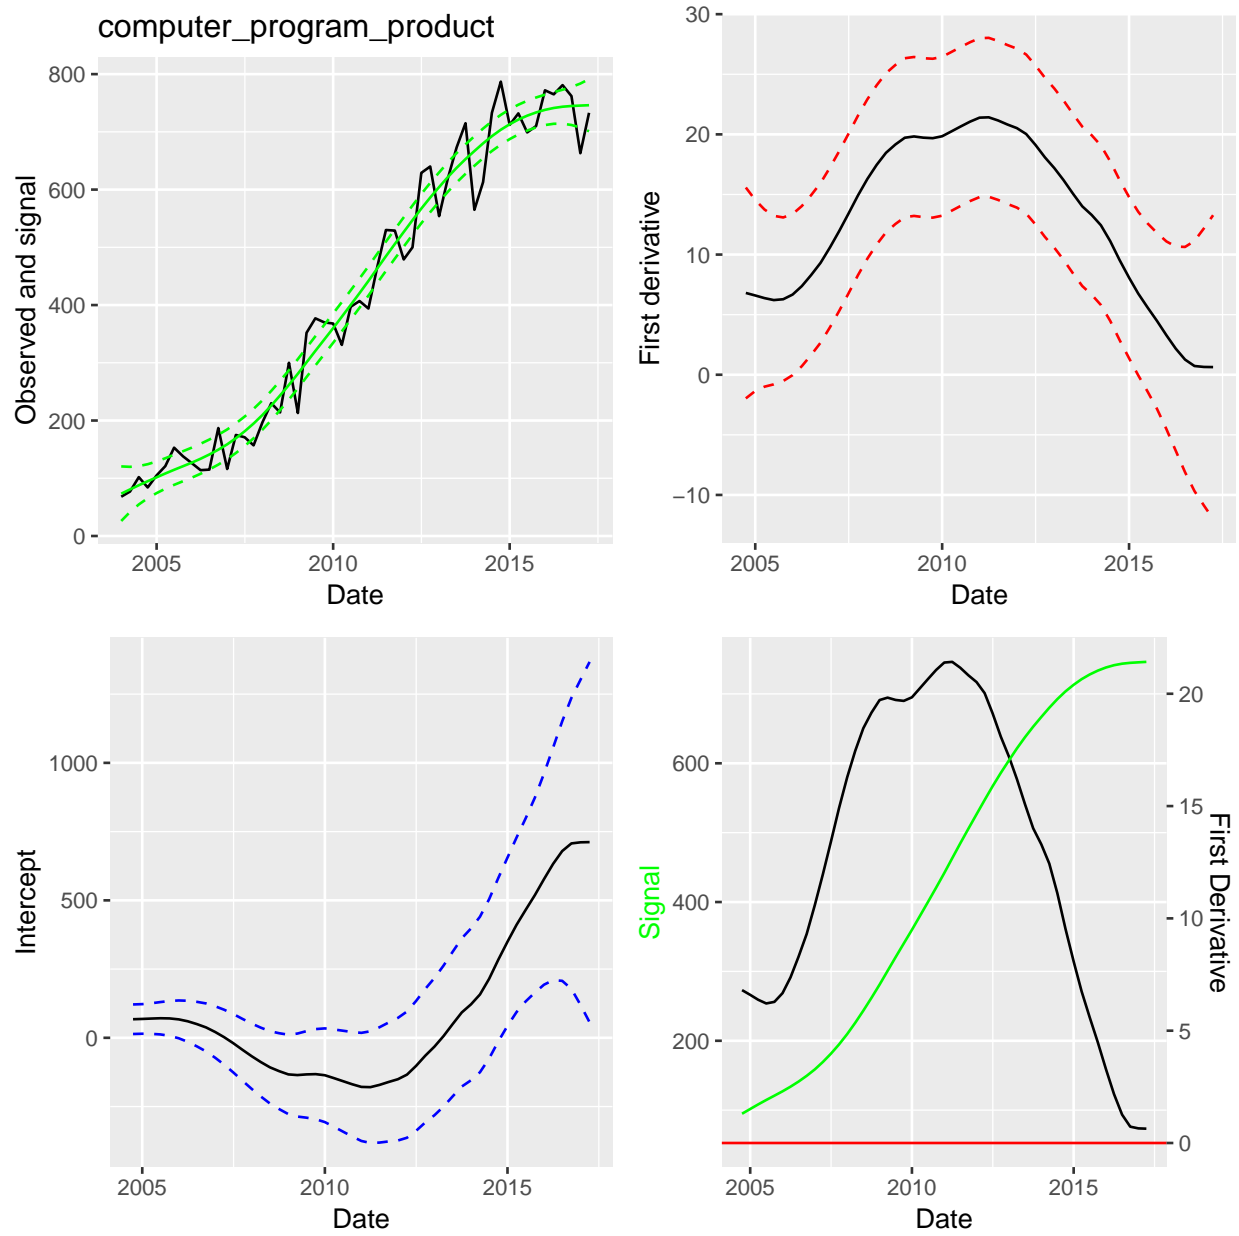 computer_program_product
800
600
400
200
0
Observed and signal
2005 2010 2015
Date
30
20
10
0
−10
First derivative
2005 2010 2015
Date
1000
500
0
Intercept
2005 2010 2015
Date
600
400
200
Signal
20
15
10
5
0
First Derivative
2005 2010 2015
Date